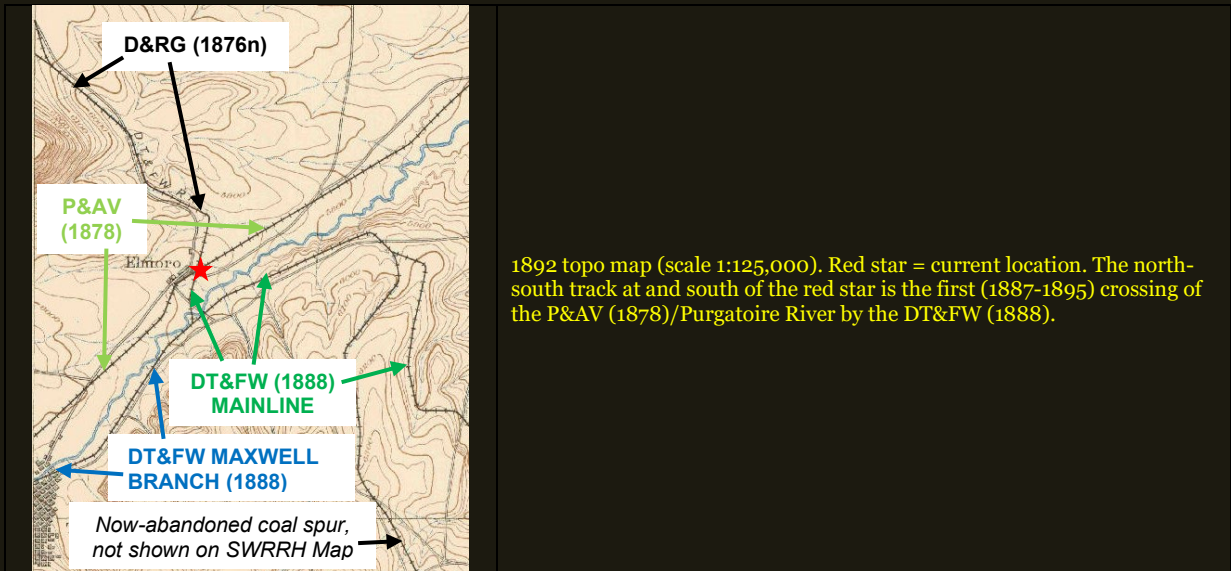 D&RG (1876n)
D T & F W R
5800
P&AV
(1878)
Elmoro
DT&FW (1888)
MAINLINE
DT&FW MAXWELL
BRANCH (1888)
Now-abandoned coal spur,
not shown on SWRRH Map
1892 topo map (scale 1:125,000). Red star = current location. The north-
south track at and south of the red star is the first (1887-1895) crossing of
the P&AV (1878)/Purgatoire River by the DT&FW (1888).